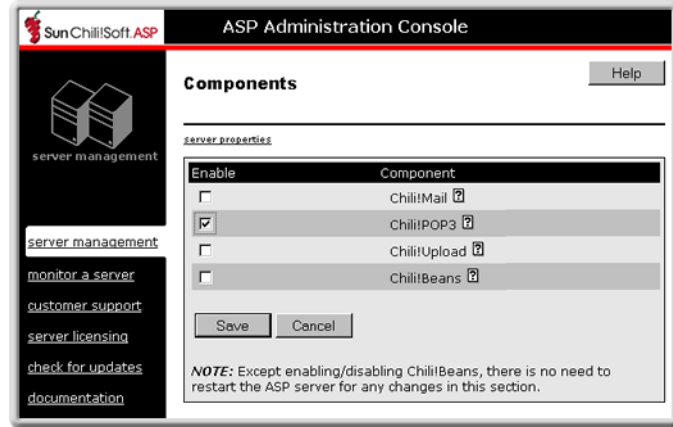 Sun Chili!Soft.ASP
ASP Administration Console
Components
Help
server properties
server management
Enable Component
Chili!Mail ?
Chili!POP3 ?
Chili!Upload ?
Chili!Beans ?
Save Cancel
NOTE: Except enabling/disabling Chili!Beans, there is no need to
restart the ASP server for any changes in this section.
server management
monitor a server
customer support
server licensing
check for updates
documentation